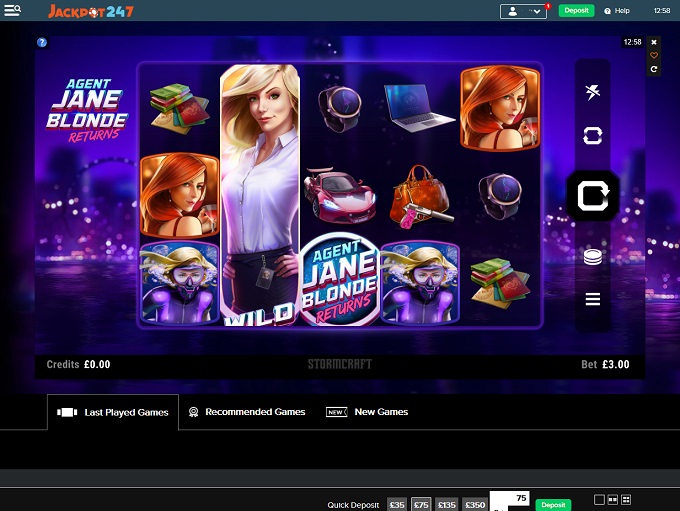 JACKPOT247
1
Deposit
? Help
12:58
?
12:58
AGENT
JANE
BLONDE
RETURNS
WILD
AGENT
JANE
BLONDE
RETURNS
Credits £0.00
STORMCRAFT
Bet £3.00
Last Played Games
Recommended Games
NEW
New Games
Quick Deposit
£35
£75
£135
£350
75
Deposit